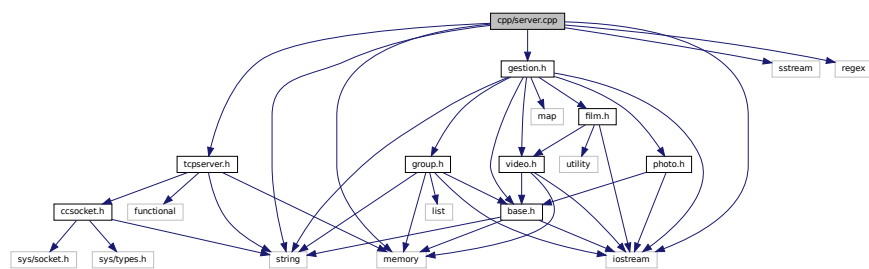 cpp/server.cpp
gestion.h
sstream
regex
map
film.h
tcpserver.h
group.h
video.h
utility
photo.h
ccsocket.h
functional
list
base.h
sys/socket.h
sys/types.h
string
memory
iostream